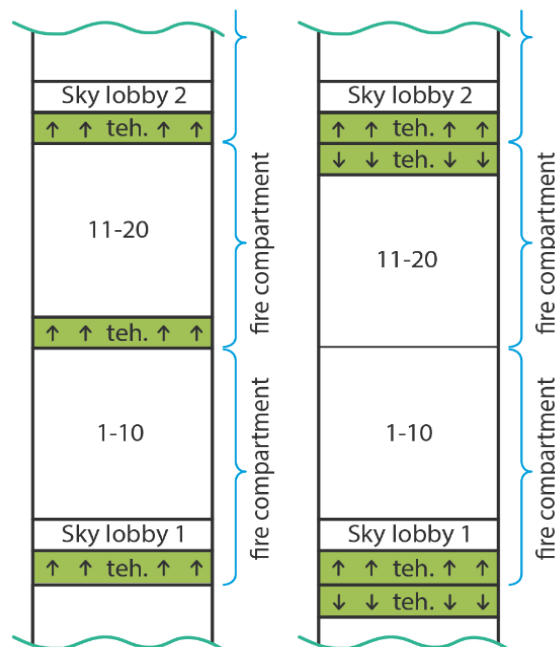 Sky lobby 2
↑ ↑ teh. ↑ ↑
11-20
↑ ↑ teh. ↑ ↑
1-10
Sky lobby 1
↑ ↑ teh. ↑ ↑
fire compartment
fire compartment
Sky lobby 2
↑ ↑ teh. ↑ ↑
↓ ↓ teh. ↓ ↓
11-20
1-10
Sky lobby 1
↑ ↑ teh. ↑ ↑
↓ ↓ teh. ↓ ↓
fire compartment
fire compartment